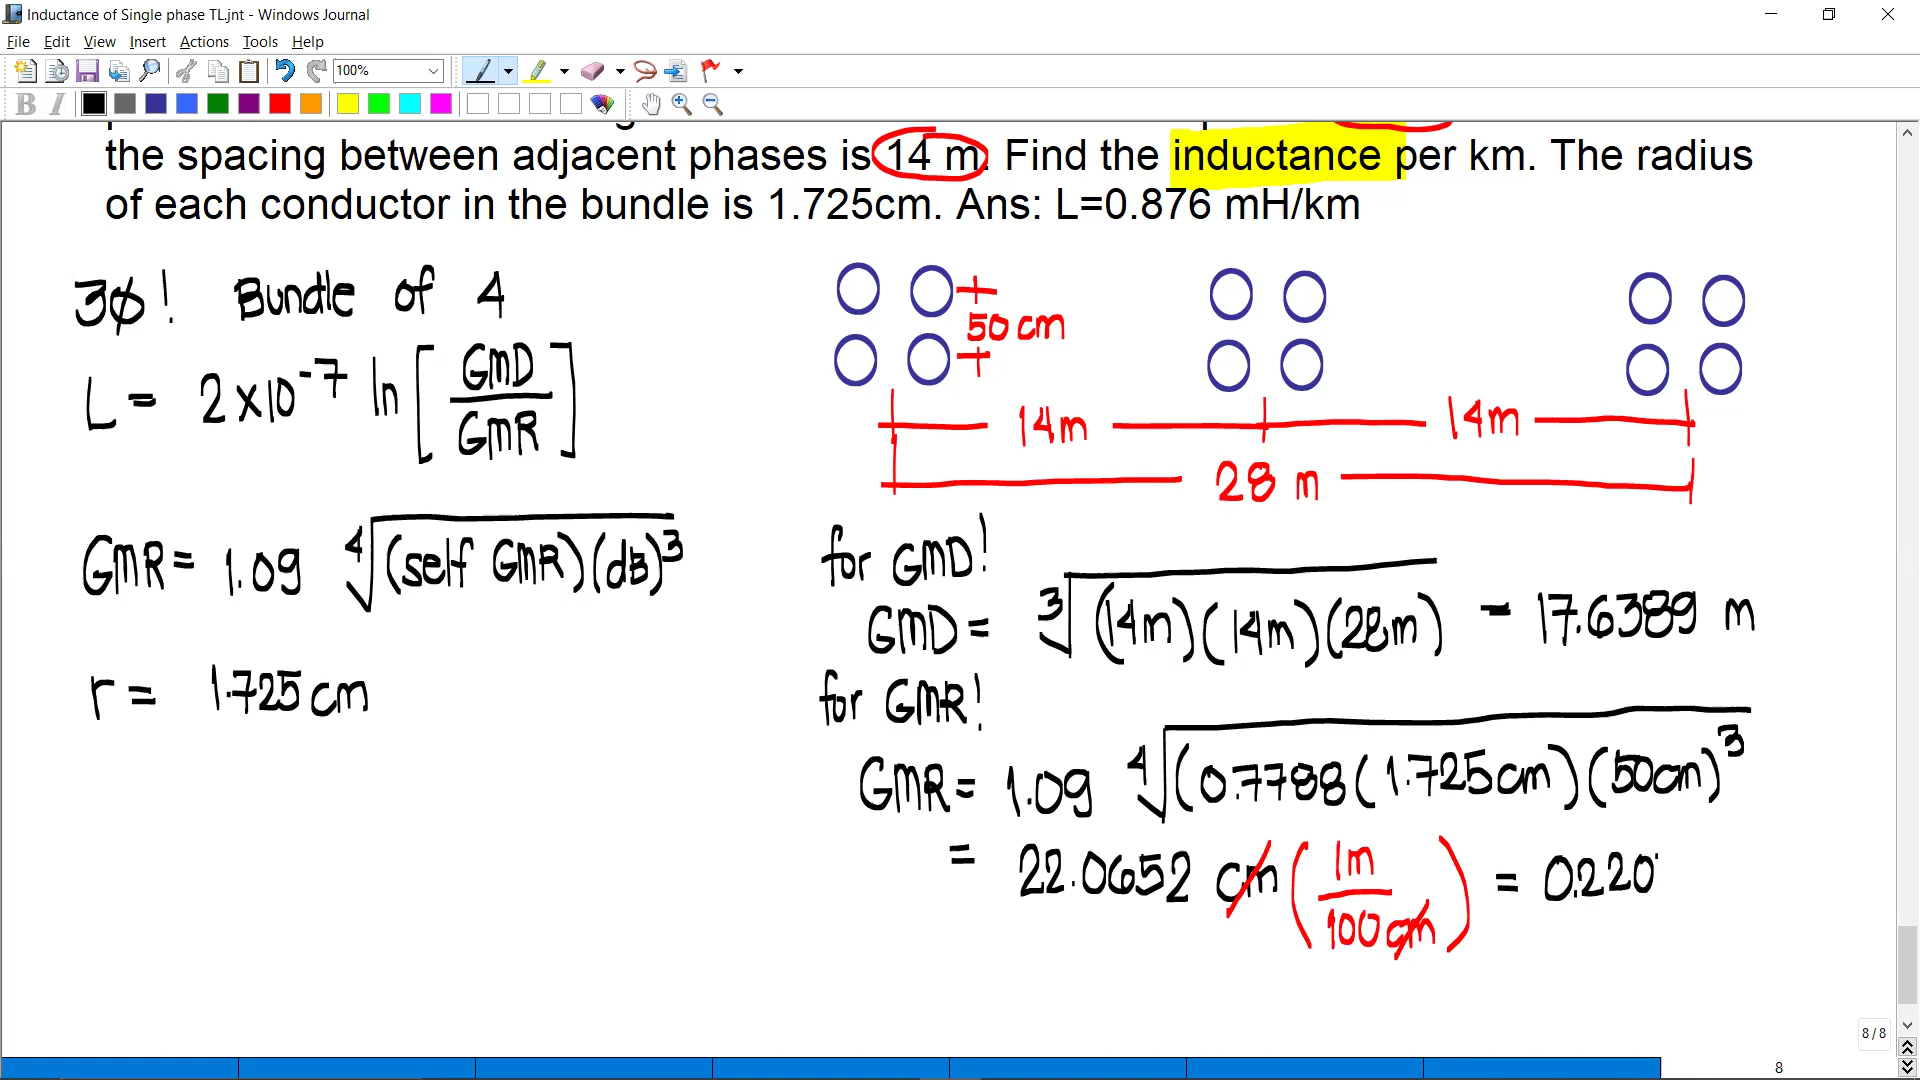 Inductance of Single phase TL.jnt - Windows Journal
File Edit View Insert Actions Tools Help
100%
B I
the spacing between adjacent phases is 14 m. Find the inductance per km. The radius
of each conductor in the bundle is 1.725cm. Ans: L=0.876 mH/km
3Ø! Bundle of 4
L = 2x10^-7 ln [GMD/GMR]
GMR = 1.09 ∜(self GMR)(dB)^3
r = 1.725 cm
50 cm
14m 14m
28 m
for GMD!
GMD = ∛(14m)(14m)(28m) - 17.6389 m
for GMR!
GMR = 1.09 ∜(0.7788(1.725cm)(50cm)^3
= 22.0652 cm (1m/100cm) = 0.220
8 / 8
8